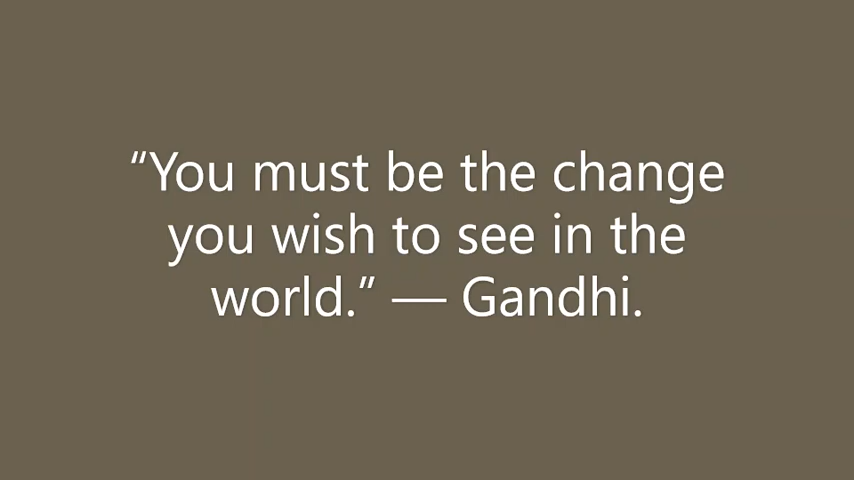 “You must be the change
you wish to see in the
world.” — Gandhi.